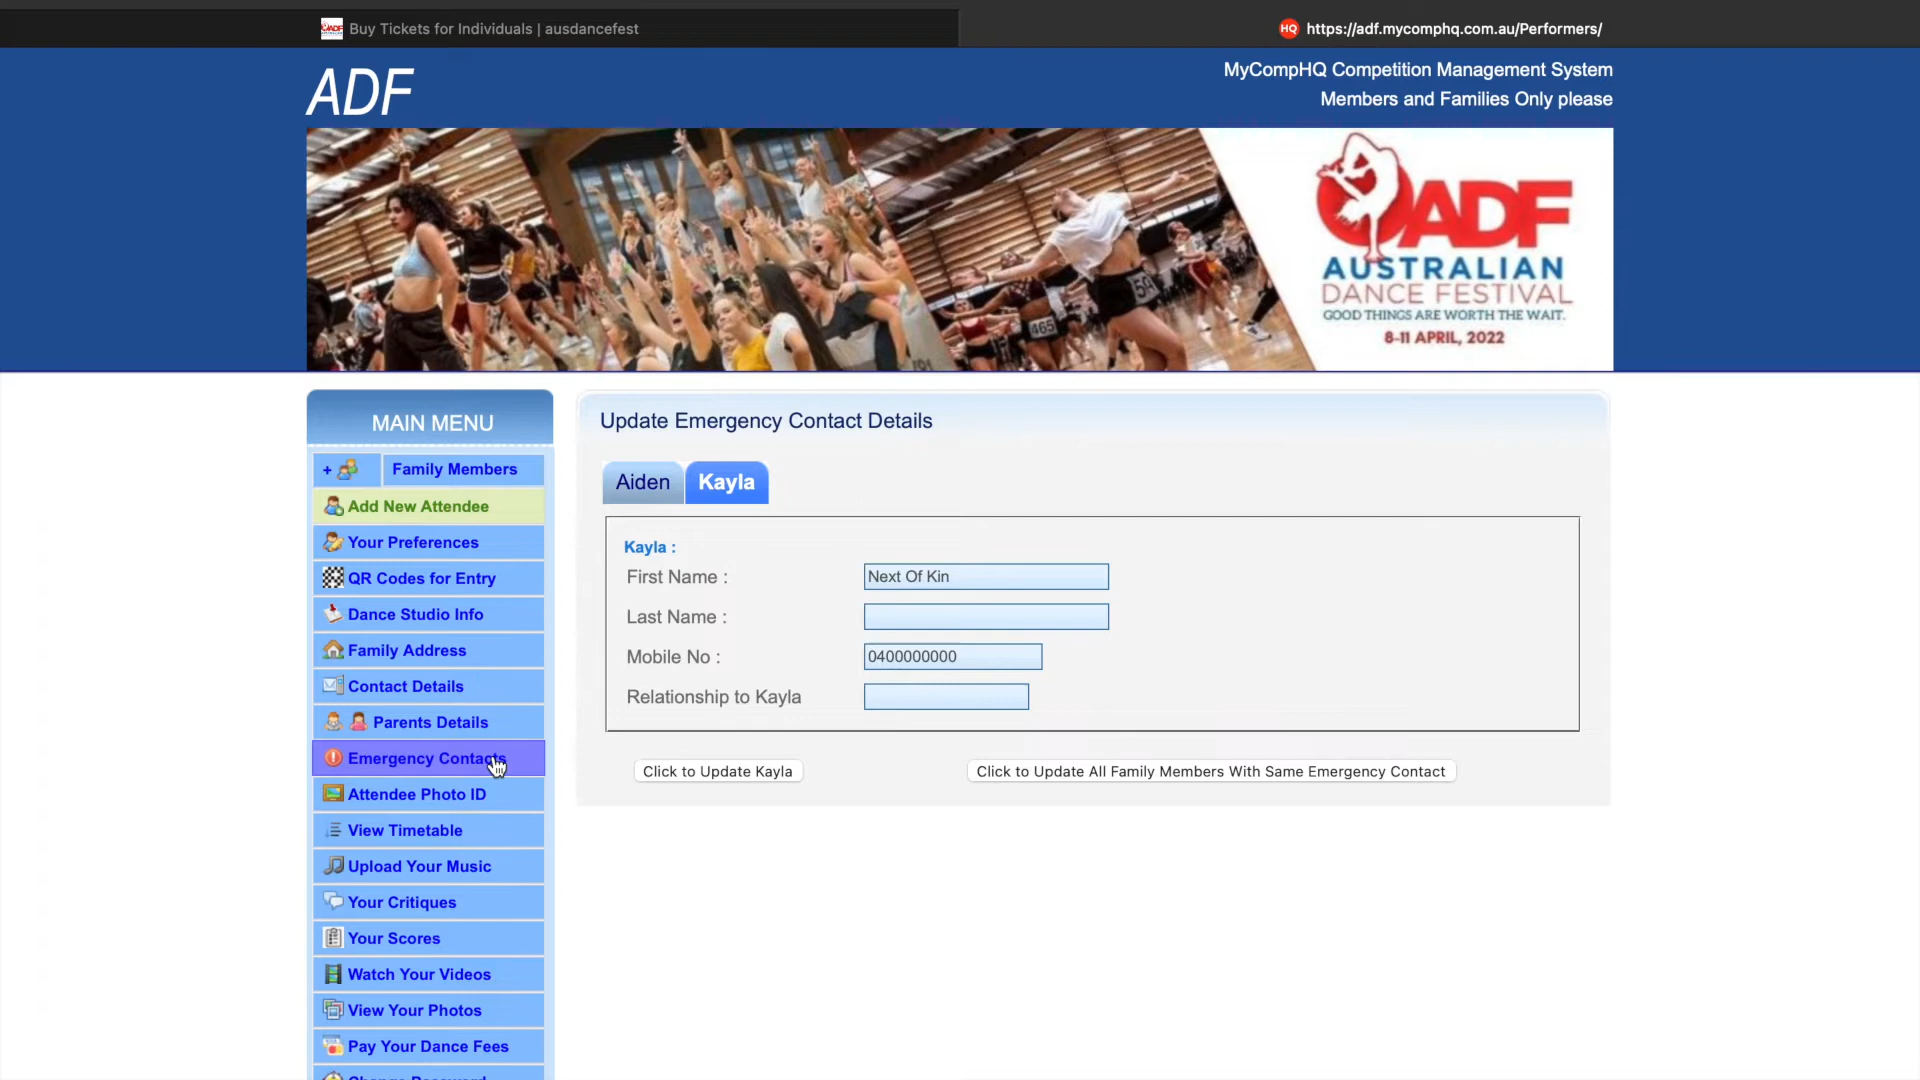 Buy Tickets for Individuals | ausdancefest
HQ https://adf.mycomphq.com.au/Performers/
ADF
MyCompHQ Competition Management System
Members and Families Only please
ADF
AUSTRALIAN
DANCE FESTIVAL
GOOD THINGS ARE WORTH THE WAIT.
8-11 APRIL, 2022
465
59
MAIN MENU
+ Family Members
Add New Attendee
Your Preferences
QR Codes for Entry
Dance Studio Info
Family Address
Contact Details
Parents Details
Emergency Contacts
Attendee Photo ID
View Timetable
Upload Your Music
Your Critiques
Your Scores
Watch Your Videos
View Your Photos
Pay Your Dance Fees
Change Password
Update Emergency Contact Details
Aiden
Kayla
Kayla :
First Name : Next Of Kin
Last Name :
Mobile No : 0400000000
Relationship to Kayla
Click to Update Kayla
Click to Update All Family Members With Same Emergency Contact